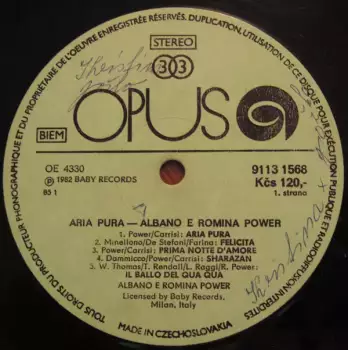 TOUS DROITS DU PRODUCTEUR PHONOGRAPHIQUE ET DU PROPRIÉTAIRE DE L'OEUVRE ENREGISTRÉE RÉSERVÉS. DUPLICATION, UTILISATION DE CE DISQUE POUR EXÉCUTION PUBLIQUE ET RADIODIFFUSION INTERDITES
STEREO
33
OPUS
BIEM
OE 4330
9113 1568
℗ 1982 BABY RECORDS
Kčs 120,-
BS 1
1. strano
ARIA PURA — ALBANO E ROMINA POWER
1. Power/Carrisi: ARIA PURA
2. Minellono/De Stefani/Farina: FELICITA
3. Power/Carrisi: PRIMA NOTTE D'AMORE
4. Dammicco/Power/Carrisi: SHARAZAN
5. W. Thomas/T. Rendall/L. Raggi/R. Power:
IL BALLO DEL QUA QUA
ALBANO E ROMINA POWER
Licensed by Baby Records,
Milan, Italy
MADE IN CZECHOSLOVAKIA